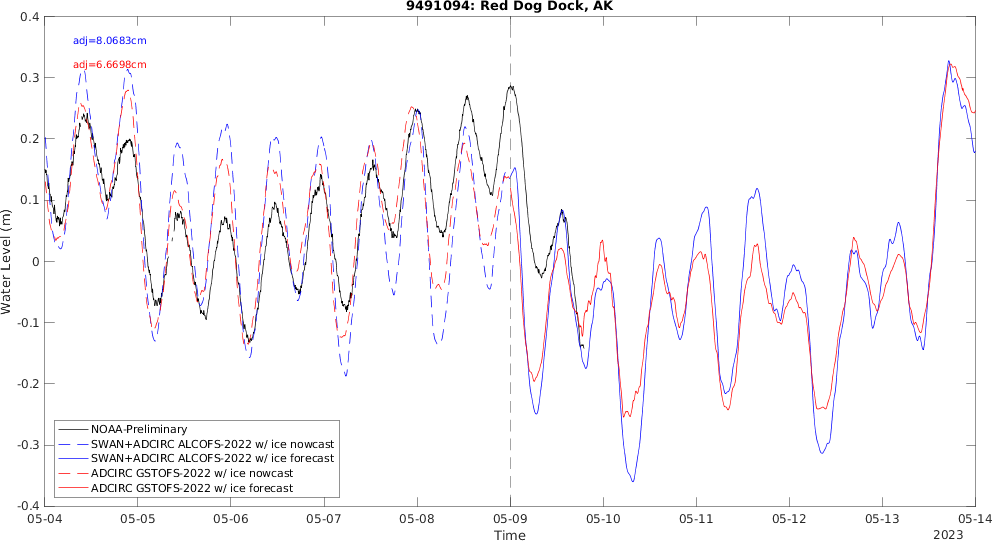 9491094: Red Dog Dock, AK
adj=8.0683cm
adj=6.6698cm
Water Level (m)
0.4
0.3
0.2
0.1
0
-0.1
-0.2
-0.3
-0.4
NOAA-Preliminary
SWAN+ADCIRC ALCOFS-2022 w/ ice nowcast
SWAN+ADCIRC ALCOFS-2022 w/ ice forecast
ADCIRC GSTOFS-2022 w/ ice nowcast
ADCIRC GSTOFS-2022 w/ ice forecast
05-04 05-05 05-06 05-07 05-08 05-09 05-10 05-11 05-12 05-13 05-14
Time
2023